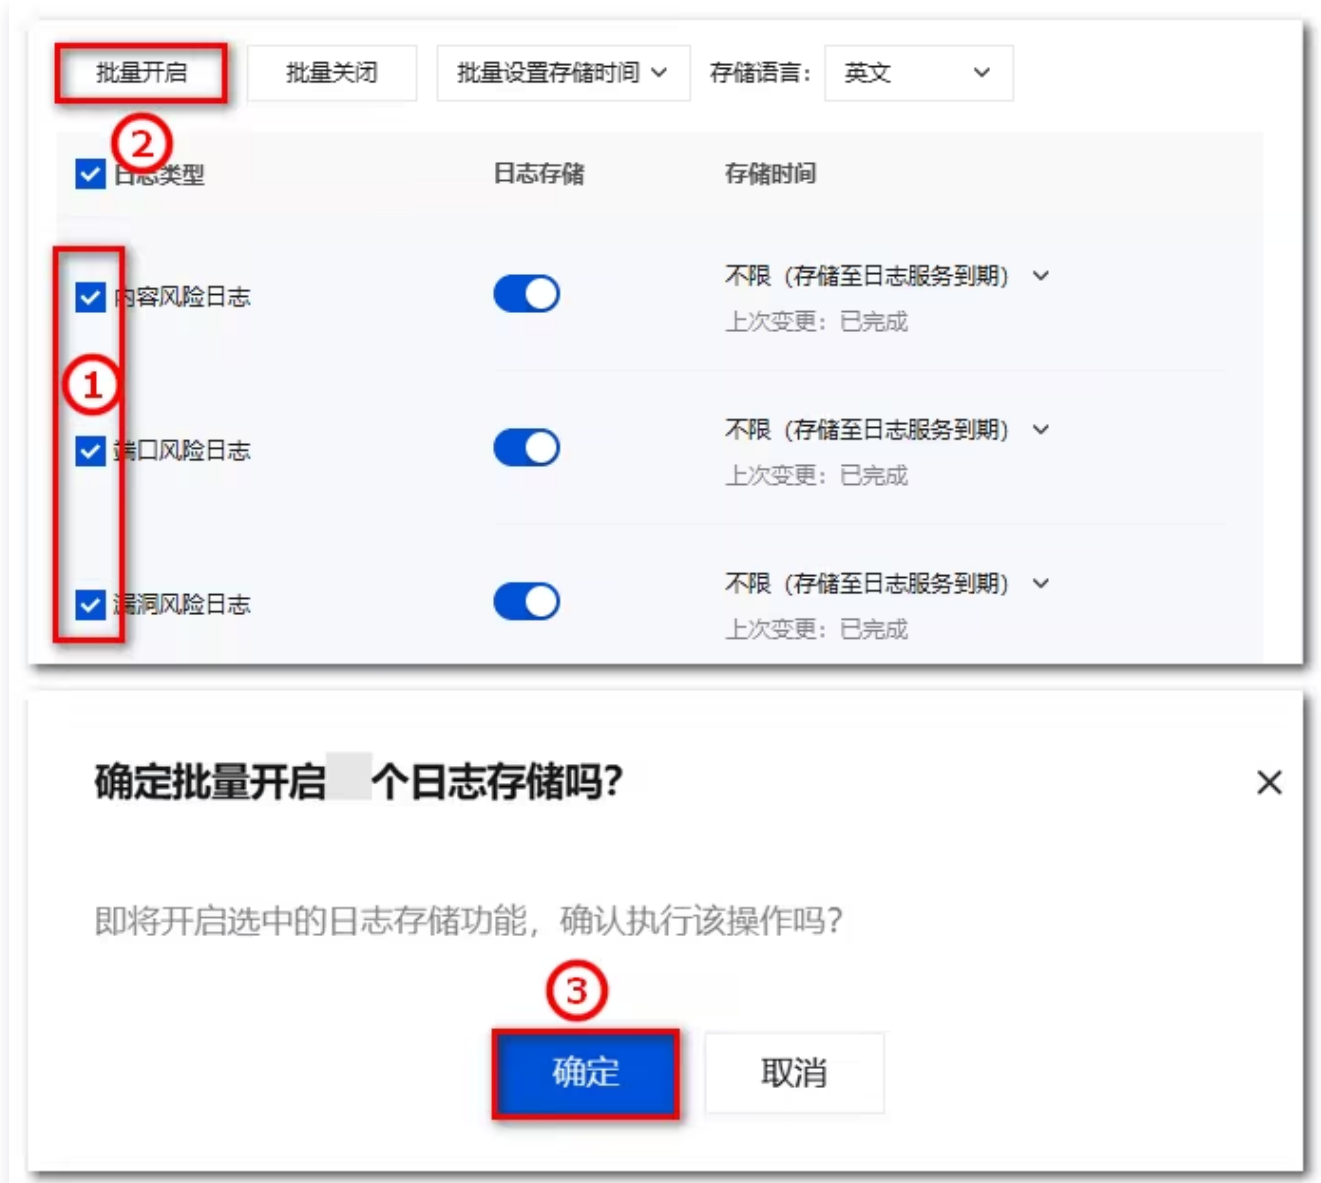 批量开启 批量关闭 批量设置存储时间 存储语言： 英文
2
日志类型 日志存储 存储时间
内容风险日志 不限（存储至日志服务到期）
上次变更：已完成
1
端口风险日志 不限（存储至日志服务到期）
上次变更：已完成
漏洞风险日志 不限（存储至日志服务到期）
上次变更：已完成
确定批量开启 个日志存储吗？
即将开启选中的日志存储功能，确认执行该操作吗？
3
确定 取消